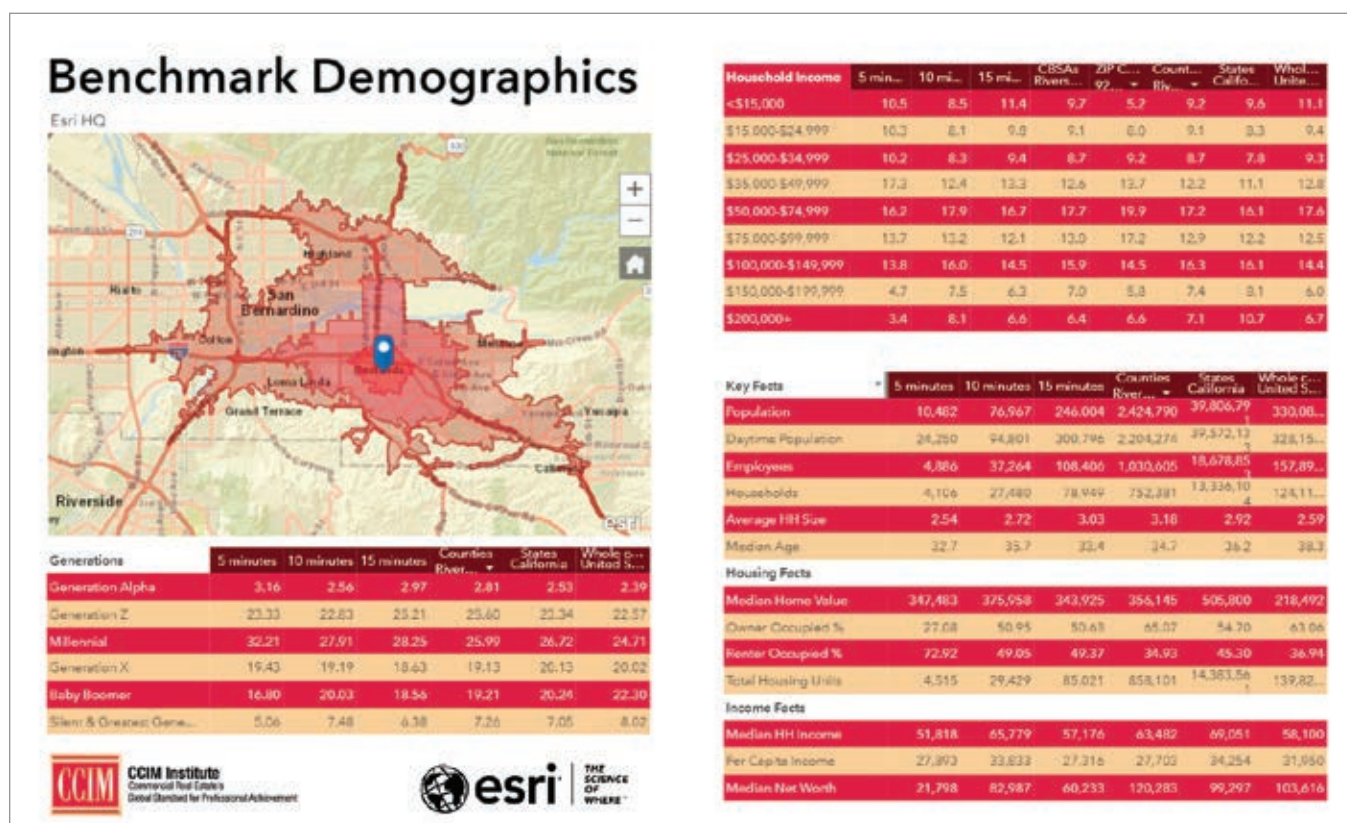 Benchmark Demographics
Esri HQ
Highland
Rialto
San
Bernardino
Colton
Loma Linda
Grand Terrace
Yucaipa
Riverside
esri
Generations 5 minutes 10 minutes 15 minutes Counties River... States California Whole c... United S...
Generation Alpha 3.16 2.56 2.97 2.81 2.53 2.39
Generation Z 23.33 22.83 25.21 25.60 23.34 22.57
Millennial 32.21 27.91 28.25 25.99 26.72 24.71
Generation X 19.43 19.19 18.63 19.13 20.13 20.02
Baby Boomer 16.80 20.03 18.56 19.21 20.24 22.30
Silent & Greatest Gene... 5.06 7.48 6.38 7.26 7.05 8.02
CCIM
CCIM Institute
Commercial Real Estate's
Global Standard for Professional Achievement
esri
THE
SCIENCE
OF
WHERE
Household Income 5 min... 10 mi... 15 mi... CBSAs Rivers... ZIP C... 92... Count... Riv... States Califo... Whol... Unite...
<$15,000 10.5 8.5 11.4 9.7 5.2 9.2 9.6 11.1
$15,000-$24,999 10.3 8.1 9.8 9.1 8.0 9.1 8.3 9.4
$25,000-$34,999 10.2 8.3 9.4 8.7 9.2 8.7 7.8 9.3
$35,000-$49,999 17.3 12.4 13.3 12.6 13.7 12.2 11.1 12.8
$50,000-$74,999 16.2 17.9 16.7 17.7 19.9 17.2 16.1 17.6
$75,000-$99,999 13.7 13.2 12.1 13.0 17.2 12.9 12.2 12.5
$100,000-$149,999 13.8 16.0 14.5 15.9 14.5 16.3 16.1 14.4
$150,000-$199,999 4.7 7.5 6.3 7.0 5.8 7.4 8.1 6.0
$200,000+ 3.4 8.1 6.6 6.4 6.6 7.1 10.7 6.7
Key Facts 5 minutes 10 minutes 15 minutes Counties River... States California Whole c... United S...
Population 10,482 76,967 246,004 2,424,790 39,806,791 330,08...
Daytime Population 24,250 94,801 300,796 2,204,274 39,572,13 328,15...
Employees 4,886 37,264 108,406 1,030,605 18,678,853 157,89...
Households 4,106 27,480 78,949 752,381 13,336,104 124,11...
Average HH Size 2.54 2.72 3.03 3.18 2.92 2.59
Median Age 32.7 35.7 33.4 34.7 36.2 38.3
Housing Facts
Median Home Value 347,483 375,958 343,925 356,145 505,800 218,492
Owner Occupied % 27.08 50.95 50.63 65.07 54.70 63.06
Renter Occupied % 72.92 49.05 49.37 34.93 45.30 36.94
Total Housing Units 4,515 29,429 85,021 858,101 14,383,561 139,82...
Income Facts
Median HH Income 51,818 65,779 57,176 63,482 69,051 58,100
Per Capita Income 27,393 33,833 27,316 27,703 34,254 31,950
Median Net Worth 21,798 82,987 60,233 120,283 99,297 103,616